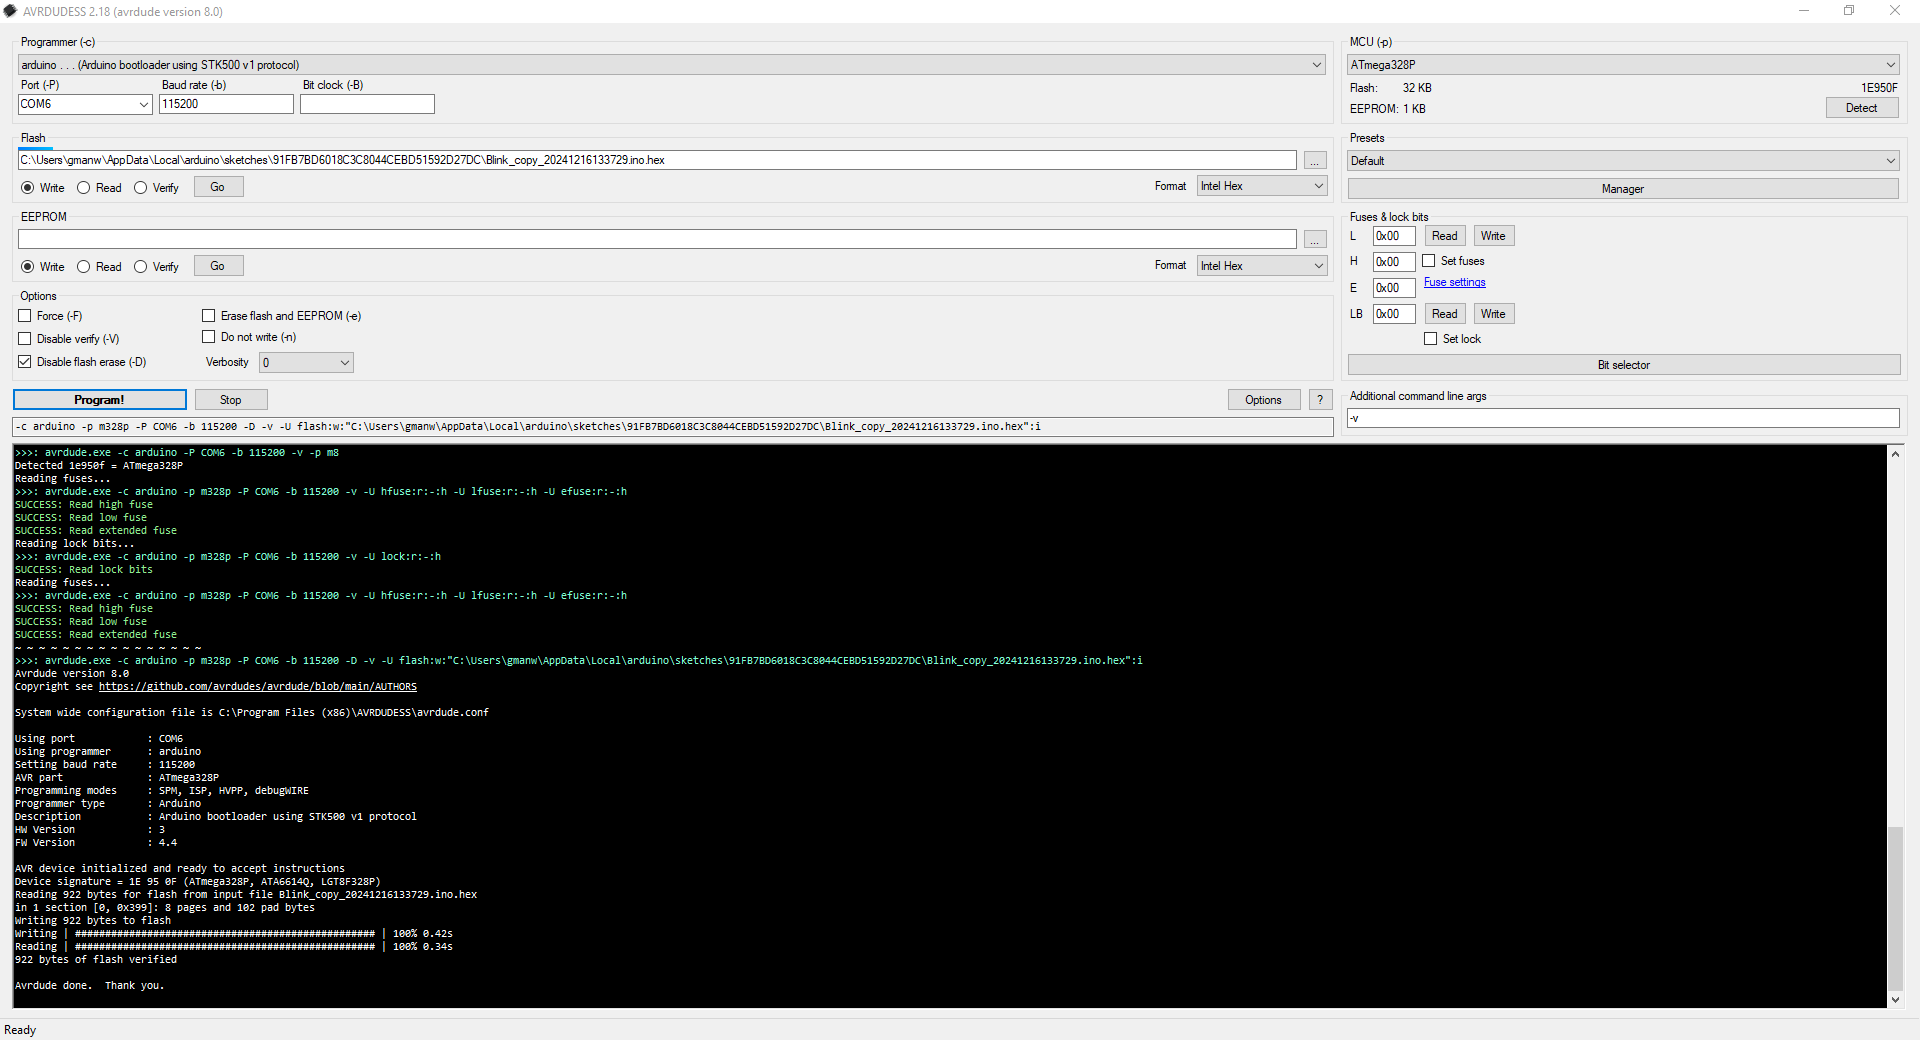 AVRDUDESS 2.18 (avrdude version 8.0)
Programmer (-c)
arduino . . . (Arduino bootloader using STK500 v1 protocol)
Port (-P)
Baud rate (-b)
Bit clock (-B)
COM6
115200
MCU (-p)
ATmega328P
Flash: 32 KB
1E950F
EEPROM: 1 KB
Detect
Flash
C:\Users\gmanw\AppData\Local\arduino\sketches\91FB7BD6018C3C8044CEBD51592D27DC\Blink_copy_20241216133729.ino.hex
...
Write Read Verify Go
Format Intel Hex
Presets
Default
Manager
EEPROM
...
Write Read Verify Go
Format Intel Hex
Fuses & lock bits
L 0x00 Read Write
H 0x00 Set fuses
E 0x00 Fuse settings
LB 0x00 Read Write
Set lock
Bit selector
Options
Force (-F)
Erase flash and EEPROM (-e)
Disable verify (-V)
Do not write (-n)
Disable flash erase (-D)
Verbosity 0
Program! Stop
Options ?
Additional command line args
-v
-c arduino -p m328p -P COM6 -b 115200 -D -v -U flash:w:"C:\Users\gmanw\AppData\Local\arduino\sketches\91FB7BD6018C3C8044CEBD51592D27DC\Blink_copy_20241216133729.ino.hex":i
>>>: avrdude.exe -c arduino -P COM6 -b 115200 -v -p m8
Detected 1e950f = ATmega328P
Reading fuses...
>>>: avrdude.exe -c arduino -p m328p -P COM6 -b 115200 -v -U hfuse:r:-:h -U lfuse:r:-:h -U efuse:r:-:h
SUCCESS: Read high fuse
SUCCESS: Read low fuse
SUCCESS: Read extended fuse
Reading lock bits...
>>>: avrdude.exe -c arduino -p m328p -P COM6 -b 115200 -v -U lock:r:-:h
SUCCESS: Read lock bits
Reading fuses...
>>>: avrdude.exe -c arduino -p m328p -P COM6 -b 115200 -v -U hfuse:r:-:h -U lfuse:r:-:h -U efuse:r:-:h
SUCCESS: Read high fuse
SUCCESS: Read low fuse
SUCCESS: Read extended fuse
~ ~ ~ ~ ~ ~ ~ ~ ~ ~ ~ ~ ~ ~ ~ ~
>>>: avrdude.exe -c arduino -p m328p -P COM6 -b 115200 -D -v -U flash:w:"C:\Users\gmanw\AppData\Local\arduino\sketches\91FB7BD6018C3C8044CEBD51592D27DC\Blink_copy_20241216133729.ino.hex":i
Avrdude version 8.0
Copyright see https://github.com/avrdudes/avrdude/blob/main/AUTHORS
System wide configuration file is C:\Program Files (x86)\AVRDUDESS\avrdude.conf
Using port : COM6
Using programmer : arduino
Setting baud rate : 115200
AVR part : ATmega328P
Programming modes : SPM, ISP, HVPP, debugWIRE
Programmer type : Arduino
Description : Arduino bootloader using STK500 v1 protocol
HW Version : 3
FW Version : 4.4
AVR device initialized and ready to accept instructions
Device signature = 1E 95 0F (ATmega328P, ATA6614Q, LGT8F328P)
Reading 922 bytes for flash from input file Blink_copy_20241216133729.ino.hex
in 1 section [0, 0x399]: 8 pages and 102 pad bytes
Writing 922 bytes to flash
Writing | ################################################## | 100% 0.42s
Reading | ################################################## | 100% 0.34s
922 bytes of flash verified
Avrdude done. Thank you.
Ready